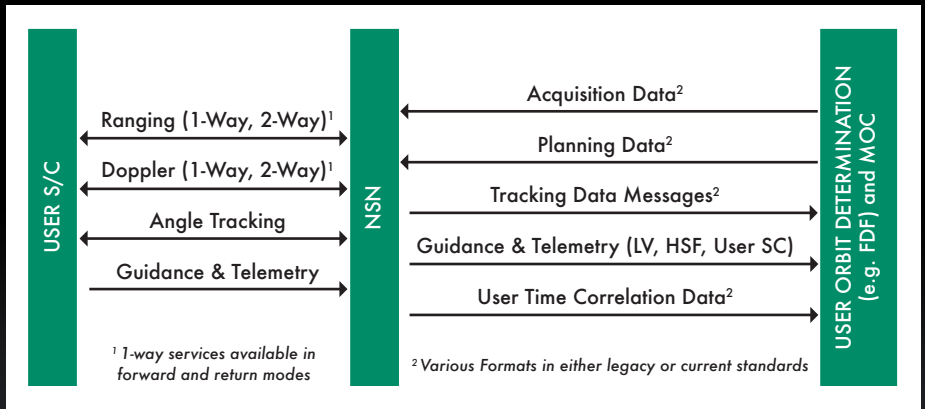 USER S/C
Ranging (1-Way, 2-Way)¹
Doppler (1-Way, 2-Way)¹
Angle Tracking
Guidance & Telemetry
¹ 1-way services available in
forward and return modes
NSN
Acquisition Data²
Planning Data²
Tracking Data Messages²
Guidance & Telemetry (LV, HSF, User SC)
User Time Correlation Data²
² Various Formats in either legacy or current standards
USER ORBIT DETERMINATION
(e.g. FDF) and MOC